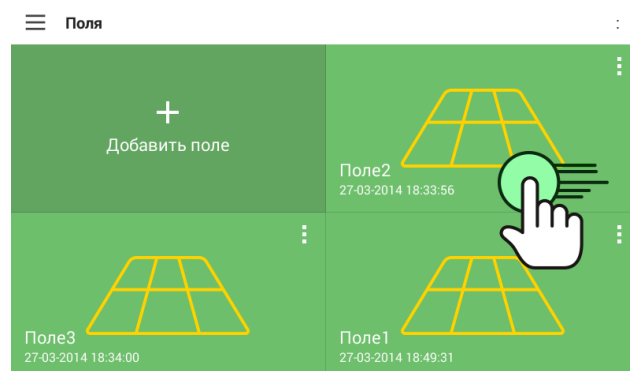 Поля
Добавить поле
Поле2
27-03-2014 18:33:56
Поле3
27-03-2014 18:34:00
Поле1
27-03-2014 18:49:31